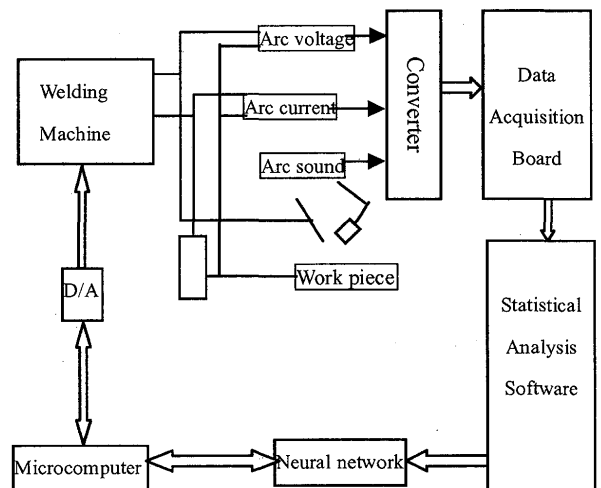 Arc voltage
Welding
Machine
Arc current
Arc sound
Converter
Data
Acquisition
Board
D/A
Work piece
Statistical
Analysis
Software
Microcomputer
Neural network